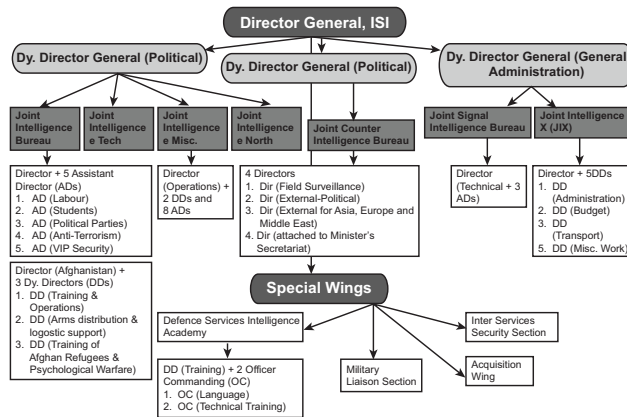 Director General, ISI
Dy. Director General (Political)
Dy. Director General (Political)
Dy. Director General (General
Administration)
Joint
Intelligence
Bureau
Joint
Intelligenc
e Tech
Joint
Intelligenc
e Misc.
Joint
Intelligenc
e North
Joint Counter
Intelligence Bureau
Joint Signal
Intelligence Bureau
Joint Intelligence
X (JIX)
Director + 5 Assistant
Director (ADs)
1. AD (Labour)
2. AD (Students)
3. AD (Political Parties)
4. AD (Anti-Terrorism)
5. AD (VIP Security)
Director
(Operations) +
2 DDs and
8 ADs
4 Directors
1. Dir (Field Surveillance)
2. Dir (External-Political)
3. Dir (External for Asia, Europe and
Middle East)
4. Dir (attached to Minister's
Secretariat)
Director
(Technical + 3
ADs)
Director + 5DDs
1. DD
(Administration)
2. DD (Budget)
3. DD
(Transport)
5. DD (Misc. Work)
Director (Afghanistan) +
3 Dy. Directors (DDs)
1. DD (Training &
Operations)
2. DD (Arms distribution &
logostic support)
3. DD (Training of
Afghan Refugees &
Psychological Warfare)
Special Wings
Defence Services Intelligence
Academy
Inter Services
Security Section
DD (Training) + 2 Officer
Commanding (OC)
1. OC (Language)
2. OC (Technical Training)
Military
Liaison Section
Acquisition
Wing